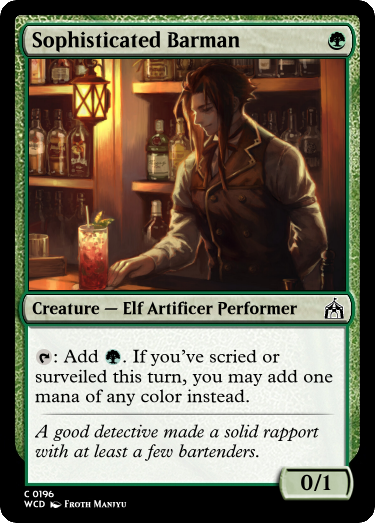 Sophisticated Barman
Creature — Elf Artificer Performer
: Add . If you've scried or
surveiled this turn, you may add one
mana of any color instead.
A good detective made a solid rapport
with at least a few bartenders.
0/1
C 0196
WCD Froth Manjyu